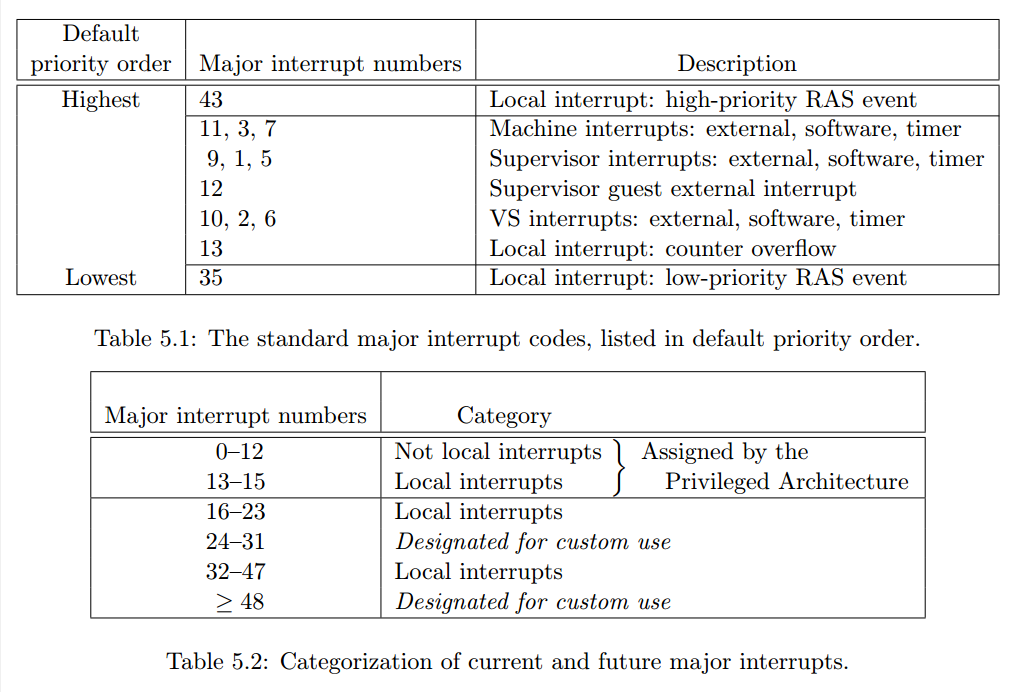 Default
priority order Major interrupt numbers Description
Highest 43 Local interrupt: high-priority RAS event
11, 3, 7 Machine interrupts: external, software, timer
9, 1, 5 Supervisor interrupts: external, software, timer
12 Supervisor guest external interrupt
10, 2, 6 VS interrupts: external, software, timer
13 Local interrupt: counter overflow
Lowest 35 Local interrupt: low-priority RAS event
Table 5.1: The standard major interrupt codes, listed in default priority order.
Major interrupt numbers Category
0–12 Not local interrupts } Assigned by the
13–15 Local interrupts Privileged Architecture
16–23 Local interrupts
24–31 Designated for custom use
32–47 Local interrupts
≥ 48 Designated for custom use
Table 5.2: Categorization of current and future major interrupts.